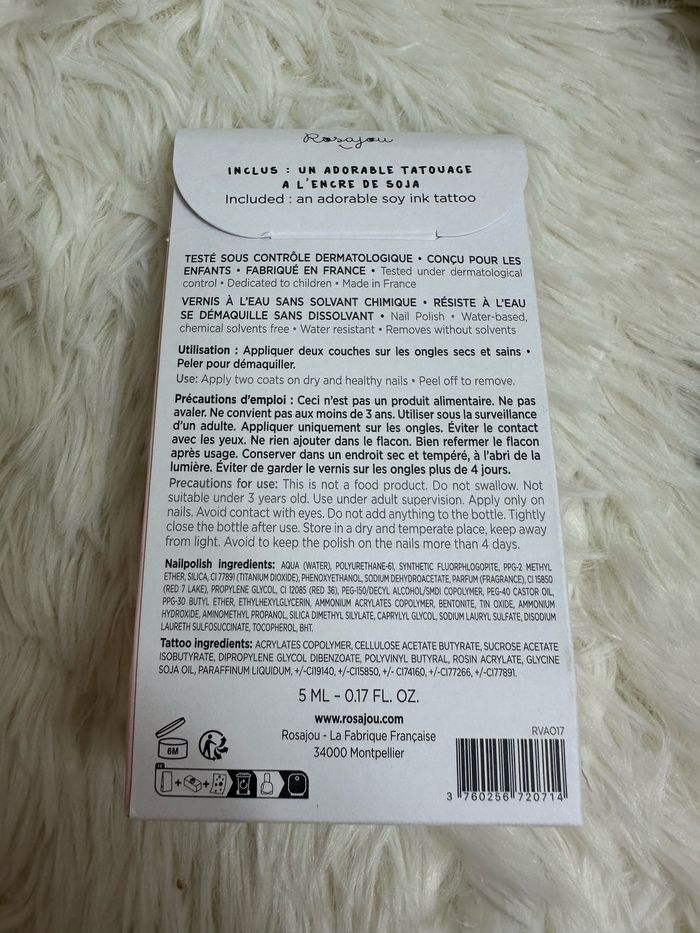 Rosajou
INCLUS : UN ADORABLE TATOUAGE
A L'ENCRE DE SOJA
Included : an adorable soy ink tattoo
TESTÉ SOUS CONTRÔLE DERMATOLOGIQUE • CONÇU POUR LES
ENFANTS • FABRIQUÉ EN FRANCE • Tested under dermatological
control • Dedicated to children • Made in France
VERNIS À L'EAU SANS SOLVANT CHIMIQUE • RÉSISTE À L'EAU
SE DÉMAQUILLE SANS DISSOLVANT • Nail Polish • Water-based,
chemical solvents free • Water resistant • Removes without solvents
Utilisation : Appliquer deux couches sur les ongles secs et sains •
Peler pour démaquiller.
Use: Apply two coats on dry and healthy nails • Peel off to remove.
Précautions d'emploi : Ceci n'est pas un produit alimentaire. Ne pas
avaler. Ne convient pas aux moins de 3 ans. Utiliser sous la surveillance
d'un adulte. Appliquer uniquement sur les ongles. Éviter le contact
avec les yeux. Ne rien ajouter dans le flacon. Bien refermer le flacon
après usage. Conserver dans un endroit sec et tempéré, à l'abri de la
lumière. Éviter de garder le vernis sur les ongles plus de 4 jours.
Precautions for use: This is not a food product. Do not swallow. Not
suitable under 3 years old. Use under adult supervision. Apply only on
nails. Avoid contact with eyes. Do not add anything to the bottle. Tightly
close the bottle after use. Store in a dry and temperate place, keep away
from light. Avoid to keep the polish on the nails more than 4 days.
Nailpolish ingredients: AQUA (WATER), POLYURETHANE-61, SYNTHETIC FLUORPHLOGOPITE, PPG-2 METHYL
ETHER, SILICA, CI 77891 (TITANIUM DIOXIDE), PHENOXYETHANOL, SODIUM DEHYDROACETATE, PARFUM (FRAGRANCE), CI 15850
(RED 7 LAKE), PROPYLENE GLYCOL, CI 12085 (RED 36), PEG-150/DECYL ALCOHOL/SMDI COPOLYMER, PEG-40 CASTOR OIL,
PPG-30 BUTYL ETHER, ETHYLHEXYLGLYCERIN, AMMONIUM ACRYLATES COPOLYMER, BENTONITE, TIN OXIDE, AMMONIUM
HYDROXIDE, AMINOMETHYL PROPANOL, SILICA DIMETHYL SILYLATE, CAPRYLYL GLYCOL, SODIUM LAURYL SULFATE, DISODIUM
LAURETH SULFOSUCCINATE, TOCOPHEROL, BHT.
Tattoo ingredients: ACRYLATES COPOLYMER, CELLULOSE ACETATE BUTYRATE, SUCROSE ACETATE
ISOBUTYRATE, DIPROPYLENE GLYCOL DIBENZOATE, POLYVINYL BUTYRAL, ROSIN ACRYLATE, GLYCINE
SOJA OIL, PARAFFINUM LIQUIDUM, +/-CI19140, +/-CI15850, +/- CI74160, +/-CI77266, +/-CI77891.
5 ML - 0.17 FL. OZ.
www.rosajou.com
Rosajou - La Fabrique Française
34000 Montpellier
6M
RVA017
3 760256 720714